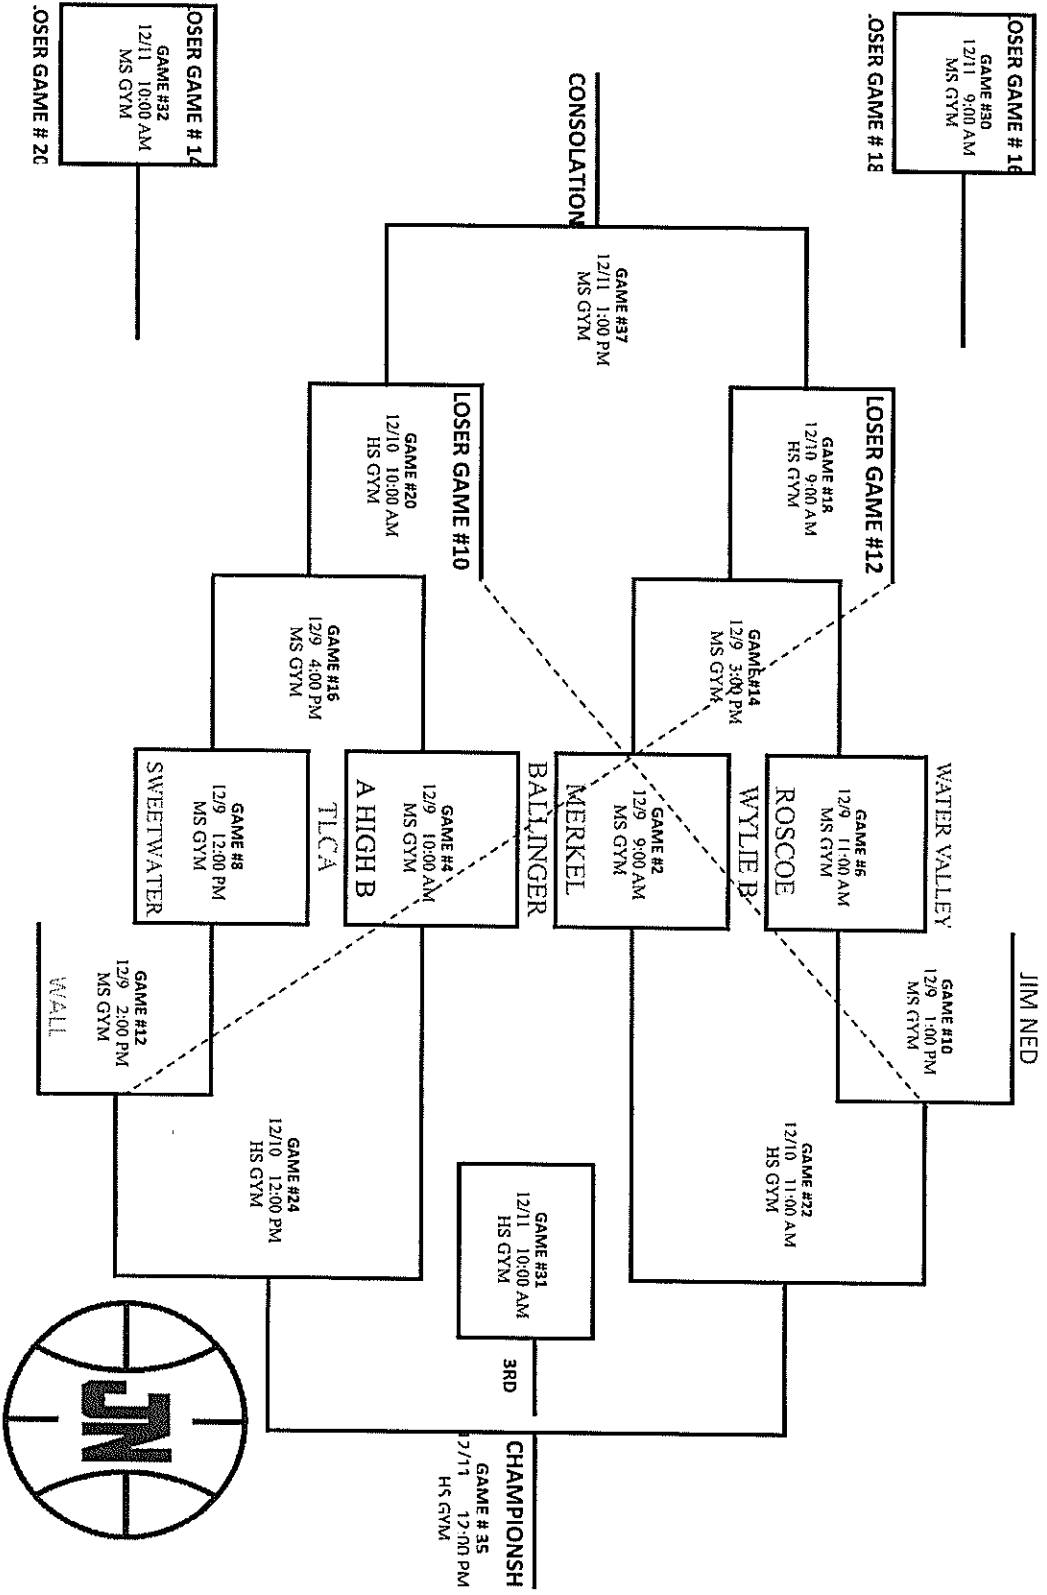 LOSER GAME # 16
GAME #30
12/11 9:00 AM
MS GYM
.OSER GAME # 18
LOSER GAME #12
GAME #18
12/10 9:00 AM
HS GYM
CONSOLATION
GAME #37
12/11 1:00 PM
MS GYM
LOSER GAME #10
GAME #20
12/10 10:00 AM
HS GYM
OSER GAME # 14
GAME #32
12/11 10:00 AM
MS GYM
.OSER GAME # 20
WATER VALLEY
GAME #6
12/9 11:00 AM
MS GYM
ROSCOE
GAME #14
12/9 3:00 PM
MS GYM
WYLIE B
GAME #2
12/9 9:00 AM
MS GYM
MERKEL
BALLINGER
GAME #4
12/9 10:00 AM
MS GYM
A HIGH B
GAME #16
12/9 4:00 PM
MS GYM
TLCA
GAME #8
12/9 12:00 PM
MS GYM
SWEETWATER
JIM NED
GAME #10
12/9 1:00 PM
MS GYM
GAME #12
12/9 2:00 PM
MS GYM
WALL
GAME #22
12/10 11:00 AM
HS GYM
GAME #24
12/10 12:00 PM
HS GYM
GAME #31
12/11 10:00 AM
HS GYM
3RD
CHAMPIONSH
GAME # 35
12/11 12:00 PM
HS GYM
JN